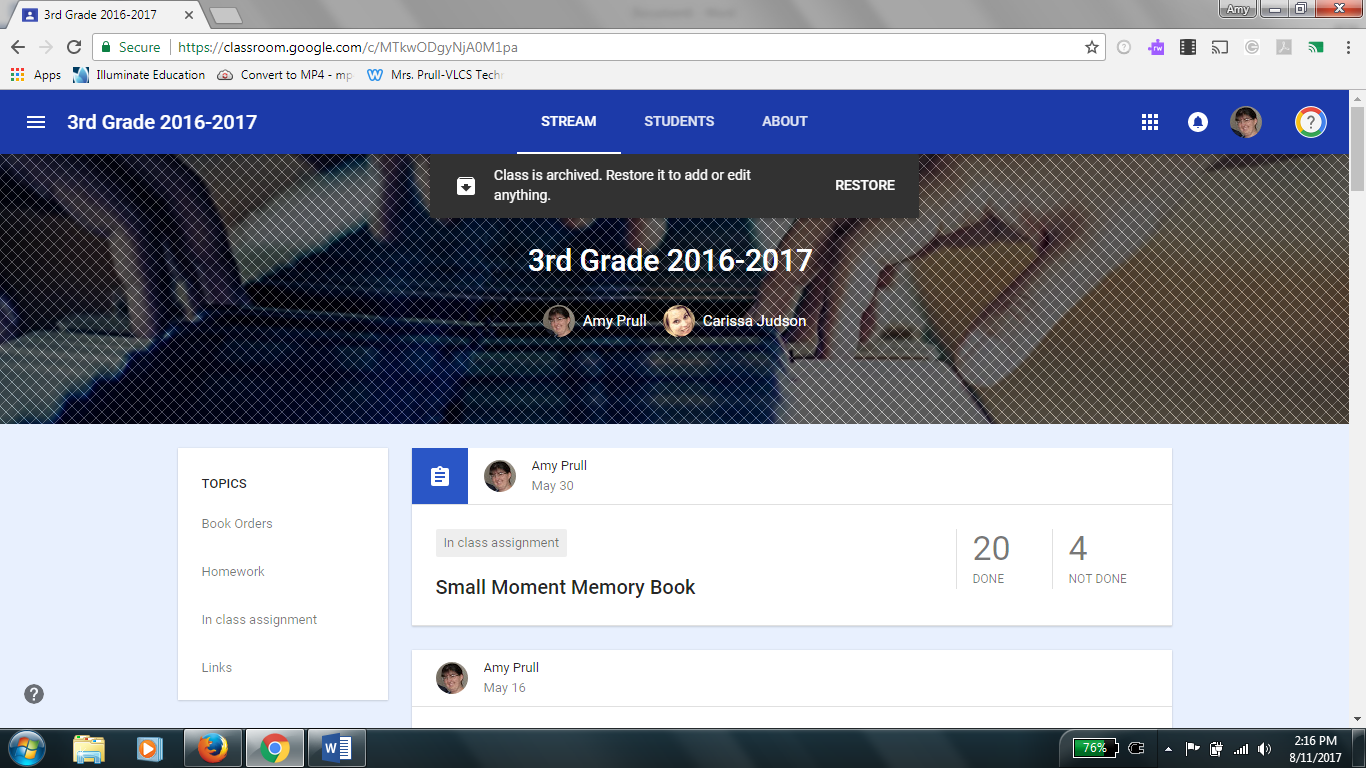 3rd Grade 2016-2017
Amy
Secure
https://classroom.google.com/c/MTkwODgyNjA0M1pa
Apps
Illuminate Education
Convert to MP4 - mp
Mrs. Prull-VLCS Tech
3rd Grade 2016-2017
STREAM
STUDENTS
ABOUT
Class is archived. Restore it to add or edit
anything.
RESTORE
3rd Grade 2016-2017
Amy Prull
Carissa Judson
TOPICS
Book Orders
Homework
In class assignment
Links
Amy Prull
May 30
In class assignment
Small Moment Memory Book
20
DONE
4
NOT DONE
Amy Prull
May 16
76%
2:16 PM
8/11/2017